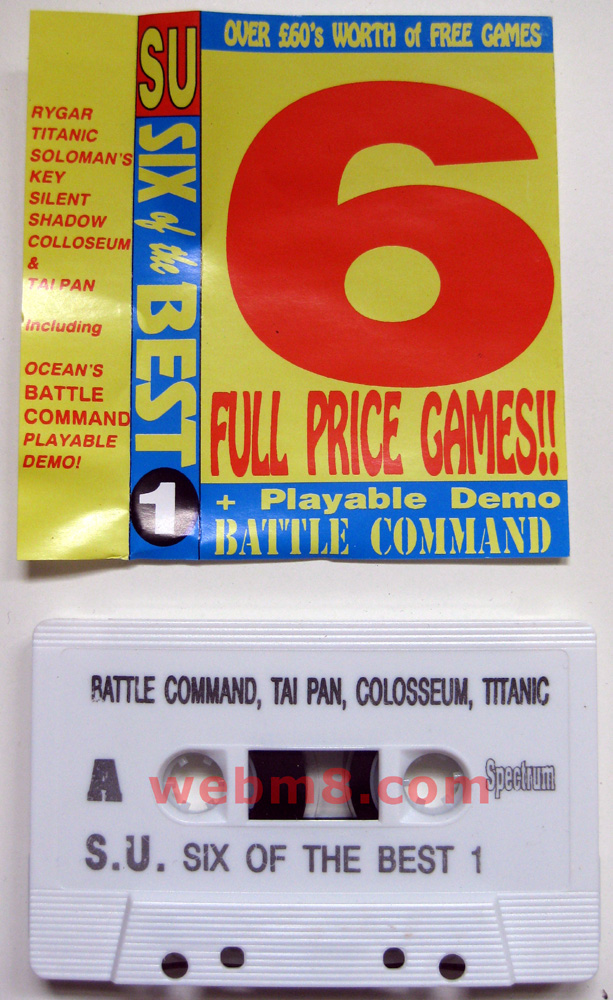 RYGAR
TITANIC
SOLOMAN'S
KEY
SILENT
SHADOW
COLLOSEUM
&
TAI PAN
Including
OCEAN'S
BATTLE
COMMAND
PLAYABLE
DEMO!
SU
SIX of the BEST
1
OVER £60's WORTH of FREE GAMES
6
FULL PRICE GAMES!!
+ Playable Demo
BATTLE COMMAND
BATTLE COMMAND, TAI PAN, COLOSSEUM, TITANIC
A
Spectrum
webm8.com
S.U. SIX OF THE BEST 1